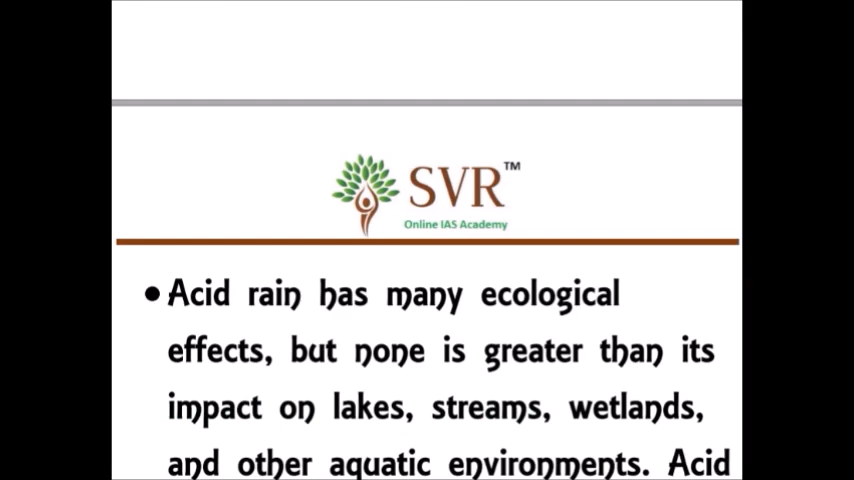 SVR™
Online IAS Academy
• Acid rain has many ecological
effects, but none is greater than its
impact on lakes, streams, wetlands,
and other aquatic environments. Acid